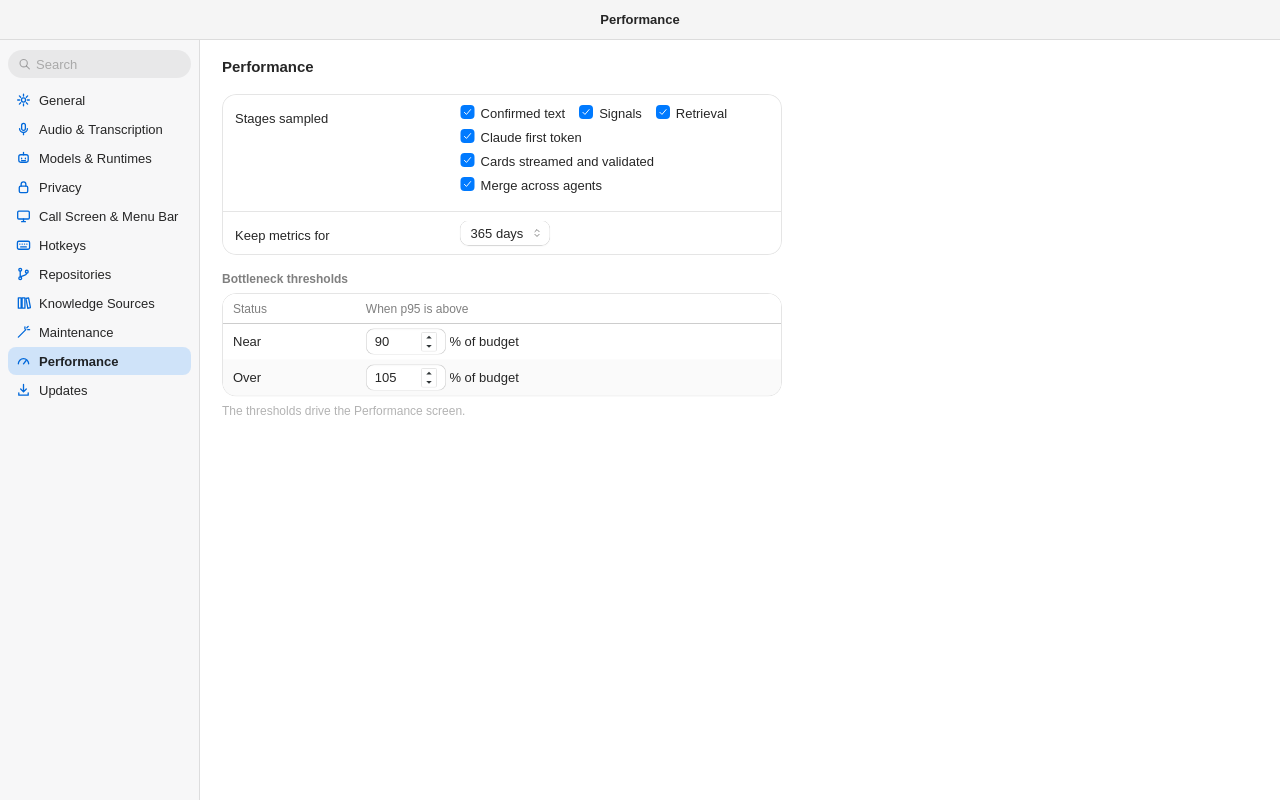 Performance
Search
General
Audio & Transcription
Models & Runtimes
Privacy
Call Screen & Menu Bar
Hotkeys
Repositories
Knowledge Sources
Maintenance
Performance
Updates
Performance
Stages sampled
Confirmed text Signals Retrieval
Claude first token
Cards streamed and validated
Merge across agents
Keep metrics for 365 days
Bottleneck thresholds
Status When p95 is above
Near 90 % of budget
Over 105 % of budget
The thresholds drive the Performance screen.